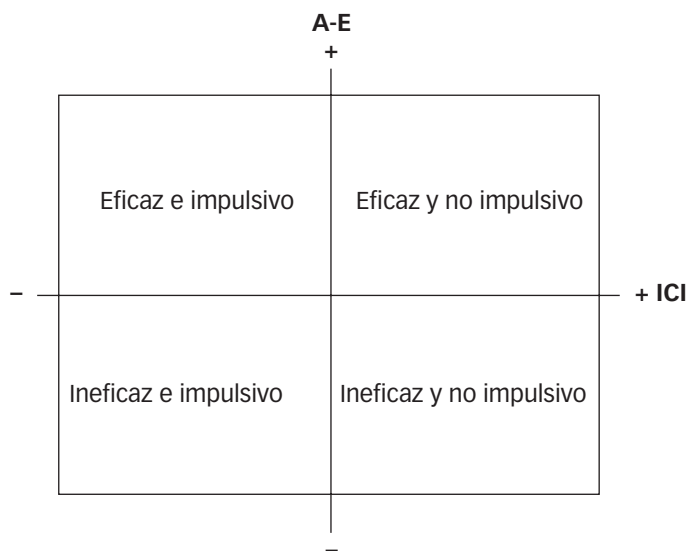 A-E
+
Eficaz e impulsivo
Eficaz y no impulsivo
–
+ ICI
Ineficaz e impulsivo
Ineficaz y no impulsivo
–